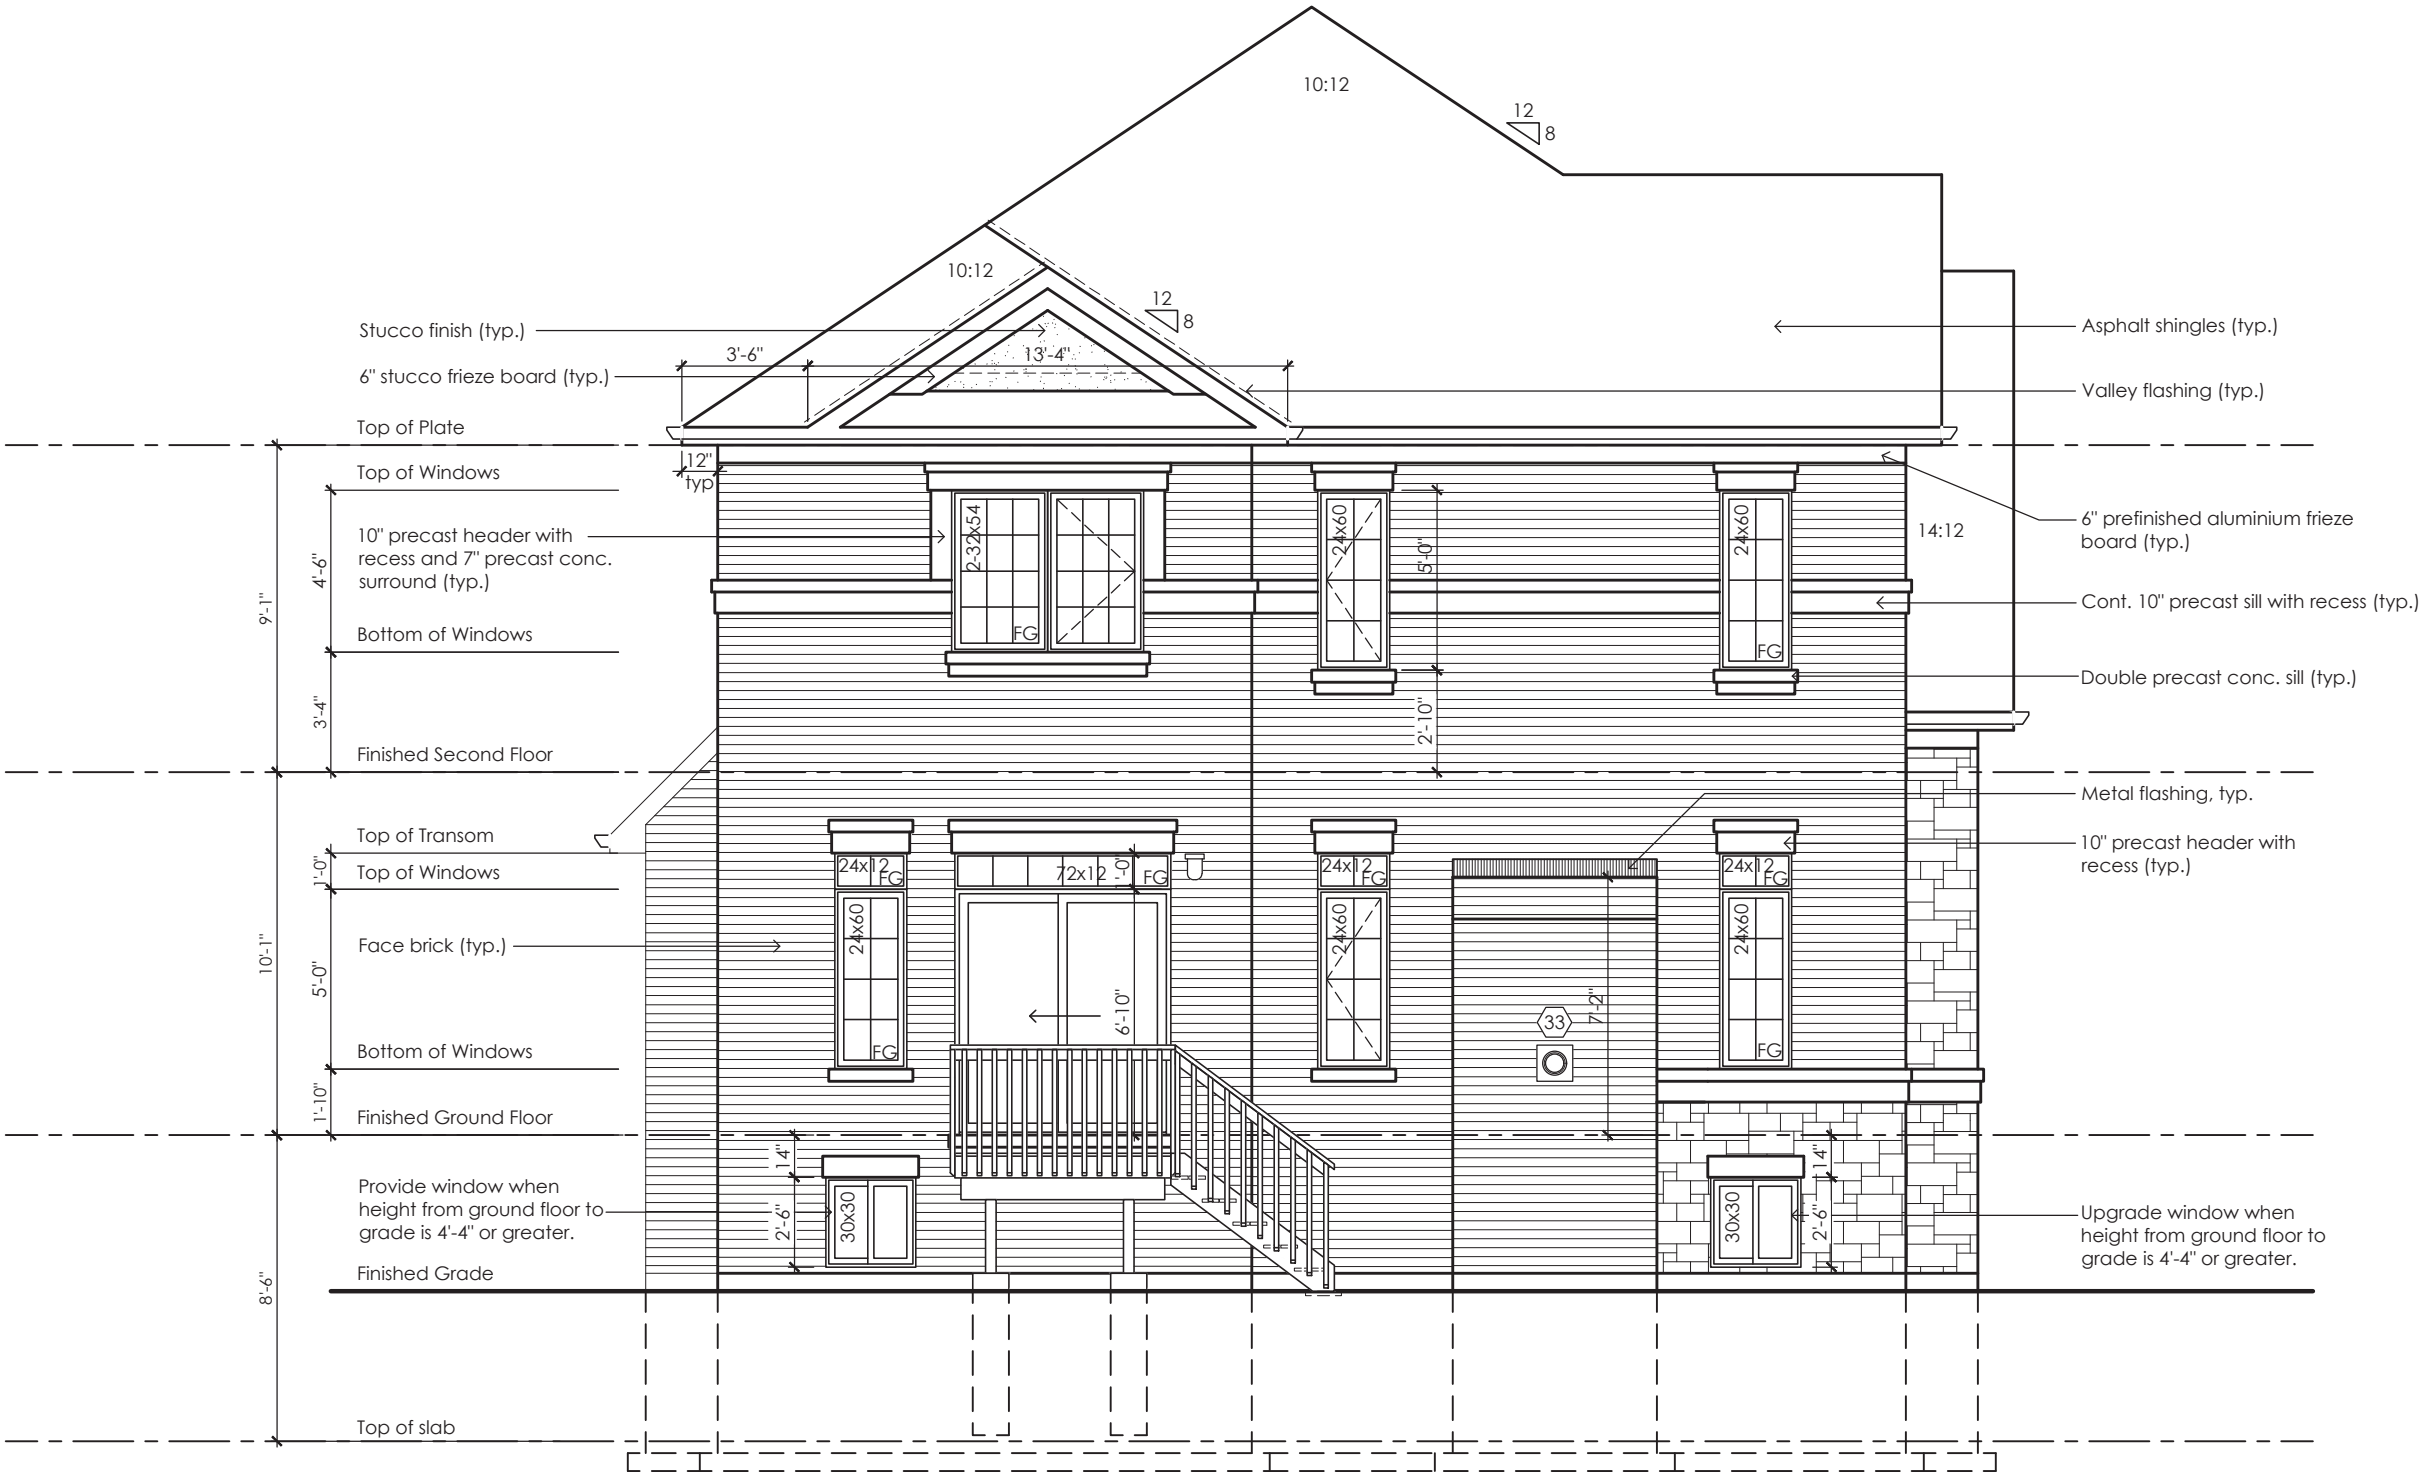 10:12
12
8
10:12
12
8
Stucco finish (typ.)
3'-6"
13'-4"
6" stucco frieze board (typ.)
Asphalt shingles (typ.)
Valley flashing (typ.)
Top of Plate
12"
typ
Top of Windows
10" precast header with
recess and 7" precast conc.
surround (typ.)
4'-6"
9'-1"
Bottom of Windows
3'-4"
Finished Second Floor
2-32x54
FG
24x60
5'-0"
2'-10"
24x60
FG
14:12
6" prefinished aluminium frieze
board (typ.)
Cont. 10" precast sill with recess (typ.)
Double precast conc. sill (typ.)
Metal flashing, typ.
10" precast header with
recess (typ.)
Top of Transom
1'-0"
Top of Windows
10'-1"
5'-0"
Face brick (typ.)
Bottom of Windows
1'-10"
Finished Ground Floor
24x12
FG
24x60
FG
72x12
1'-0"
FG
6'-10"
24x12
FG
24x60
33
7'-2"
24x12
FG
24x60
FG
14"
2'-6"
30x30
Provide window when
height from ground floor to
grade is 4'-4" or greater.
Finished Grade
8'-6"
14"
2'-6"
30x30
Upgrade window when
height from ground floor to
grade is 4'-4" or greater.
Top of slab